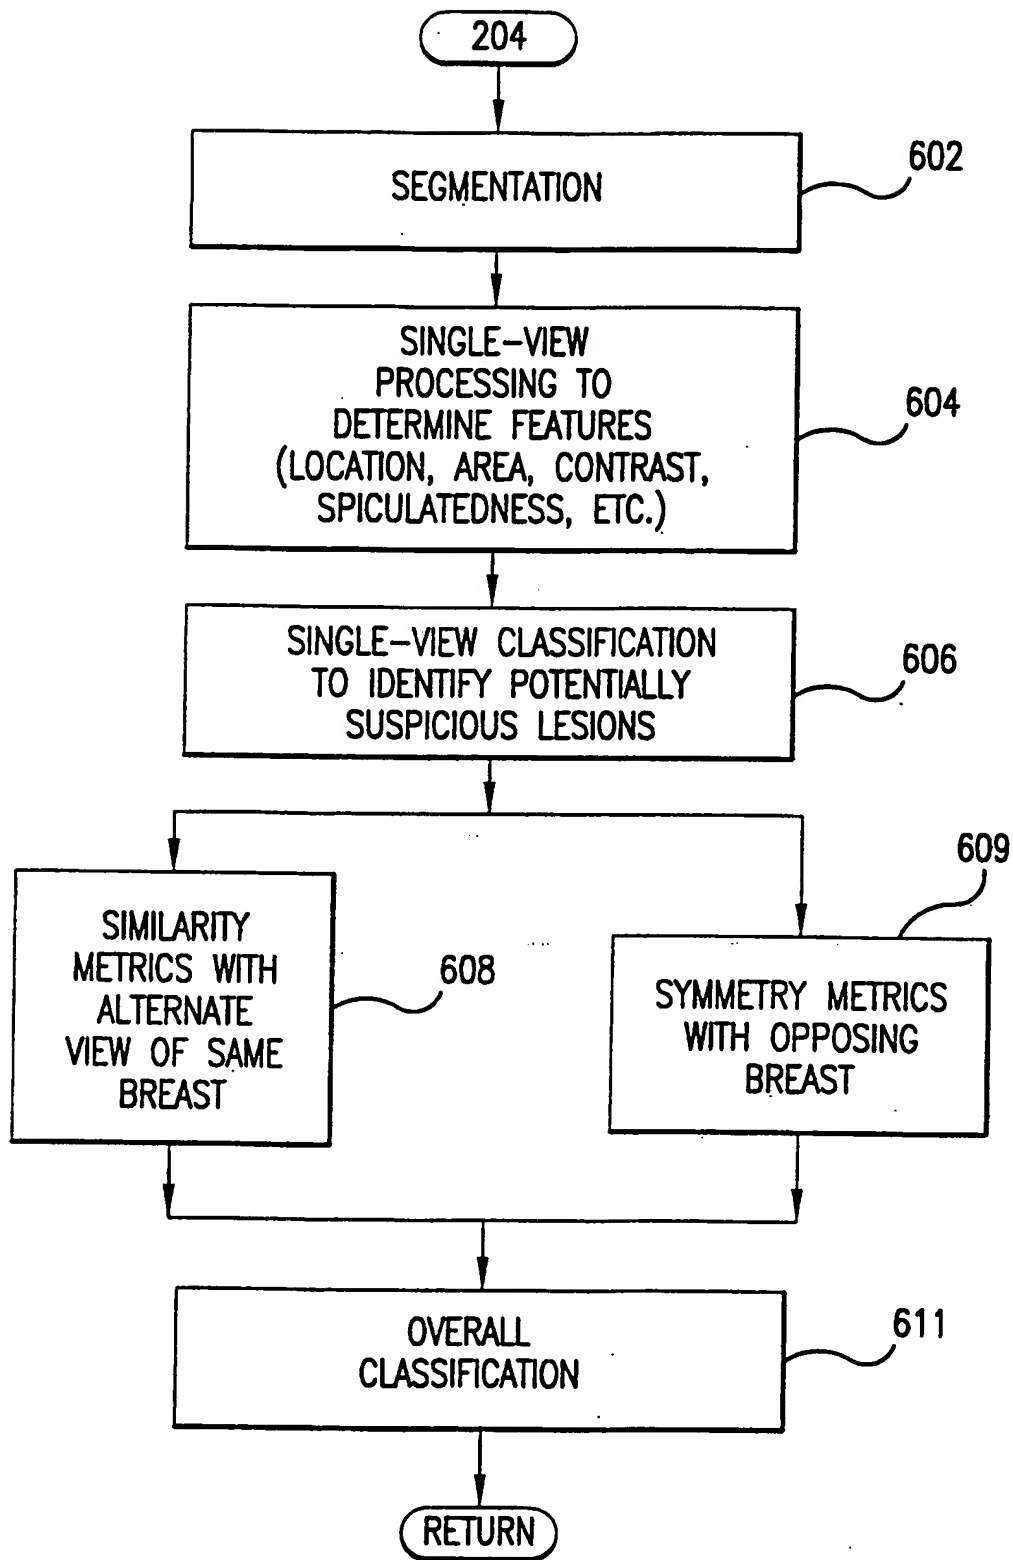 204
SEGMENTATION
602
SINGLE-VIEW
PROCESSING TO
DETERMINE FEATURES
(LOCATION, AREA, CONTRAST,
SPICULATEDNESS, ETC.)
604
SINGLE-VIEW CLASSIFICATION
TO IDENTIFY POTENTIALLY
SUSPICIOUS LESIONS
606
SIMILARITY
METRICS WITH
ALTERNATE
VIEW OF SAME
BREAST
608
609
SYMMETRY METRICS
WITH OPPOSING
BREAST
OVERALL
CLASSIFICATION
611
RETURN